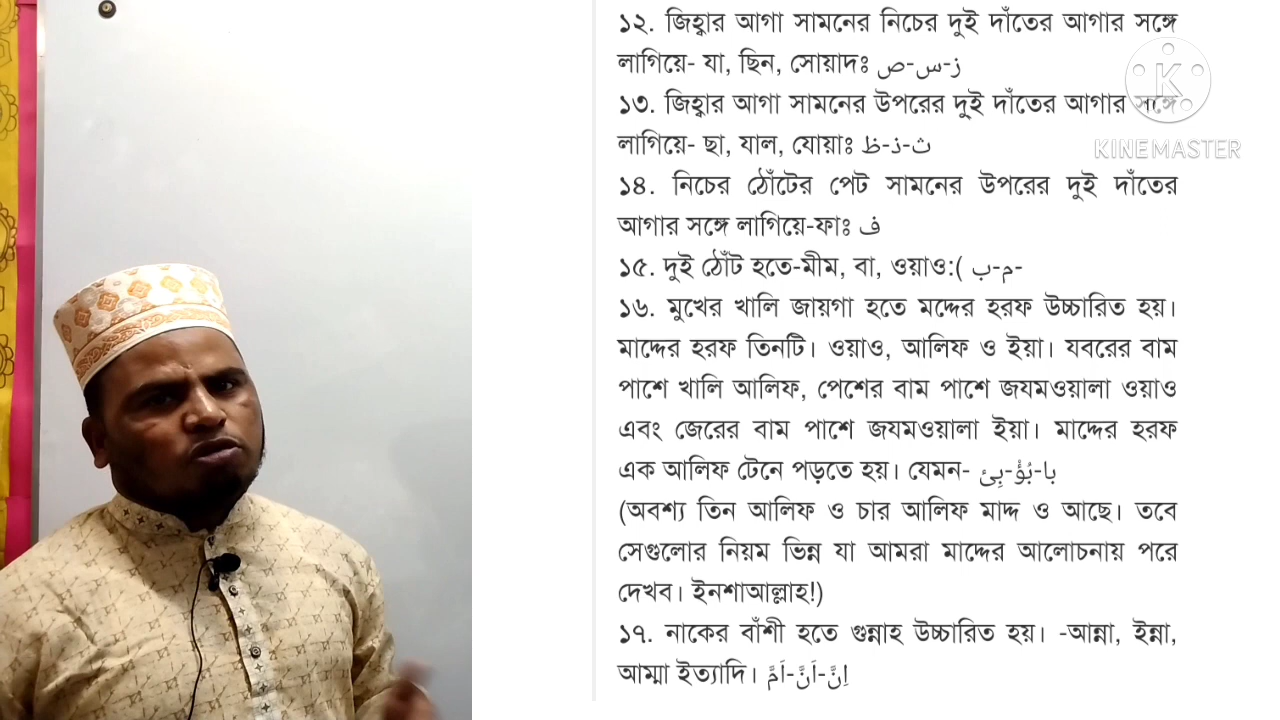 ১২. জিহ্বার আগা সামনের নিচের দুই দাঁতের আগার সঙ্গে
লাগিয়ে- যা, ছিন, সোয়াদঃ ز-س-ص
১৩. জিহ্বার আগা সামনের উপরের দুই দাঁতের আগার সঙ্গে
লাগিয়ে- ছা, যাল, যোয়াঃ ث-ذ-ظ
১৪. নিচের ঠোঁটের পেট সামনের উপরের দুই দাঁতের
আগার সঙ্গে লাগিয়ে-ফাঃ ف
১৫. দুই ঠোঁট হতে-মীম, বা, ওয়াও:( م-ب-
১৬. মুখের খালি জায়গা হতে মদ্দের হরফ উচ্চারিত হয়।
মাদ্দের হরফ তিনটি। ওয়াও, আলিফ ও ইয়া। যবরের বাম
পাশে খালি আলিফ, পেশের বাম পাশে জযমওয়ালা ওয়াও
এবং জেরের বাম পাশে জযমওয়ালা ইয়া। মাদ্দের হরফ
এক আলিফ টেনে পড়তে হয়। যেমন- با-بُؤْ-بِئ
(অবশ্য তিন আলিফ ও চার আলিফ মাদ্দ ও আছে। তবে
সেগুলোর নিয়ম ভিন্ন যা আমরা মাদ্দের আলোচনায় পরে
দেখব। ইনশাআল্লাহ!)
১৭. নাকের বাঁশী হতে গুন্নাহ উচ্চারিত হয়। -আন্না, ইন্না,
আম্মা ইত্যাদি। اِنَّ-اَنَّ-اَمَّ
K
KINEMASTER